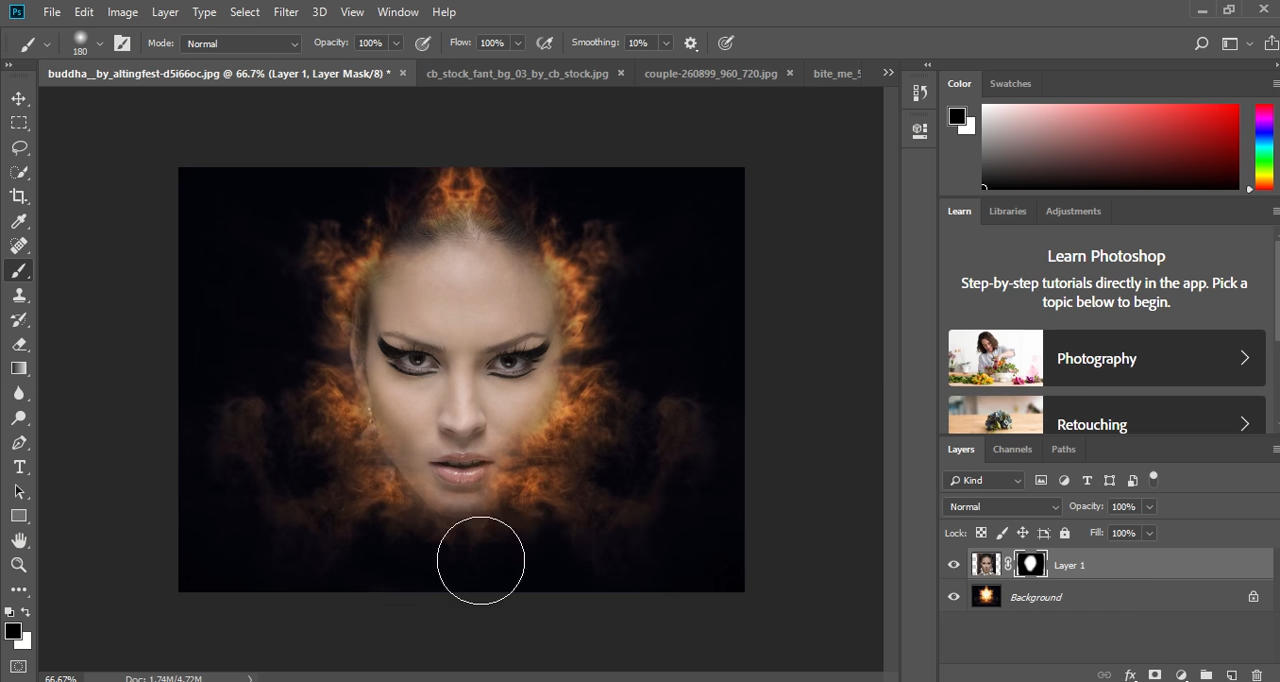 Ps File Edit Image Layer Type Select Filter 3D View Window Help
180 Mode: Normal Opacity: 100% Flow: 100% Smoothing: 10%
buddha__by_altingfest-d5i66oc.jpg @ 66.7% (Layer 1, Layer Mask/8) * × cb_stock_fant_bg_03_by_cb_stock.jpg × couple-260899_960_720.jpg × bite_me_5
Color Swatches
Learn Libraries Adjustments
Learn Photoshop
Step-by-step tutorials directly in the app. Pick a
topic below to begin.
Photography
Retouching
Layers Channels Paths
Kind
Normal Opacity: 100%
Lock: Fill: 100%
Layer 1
Background
66.67% Doc: 1.74M/4.72M